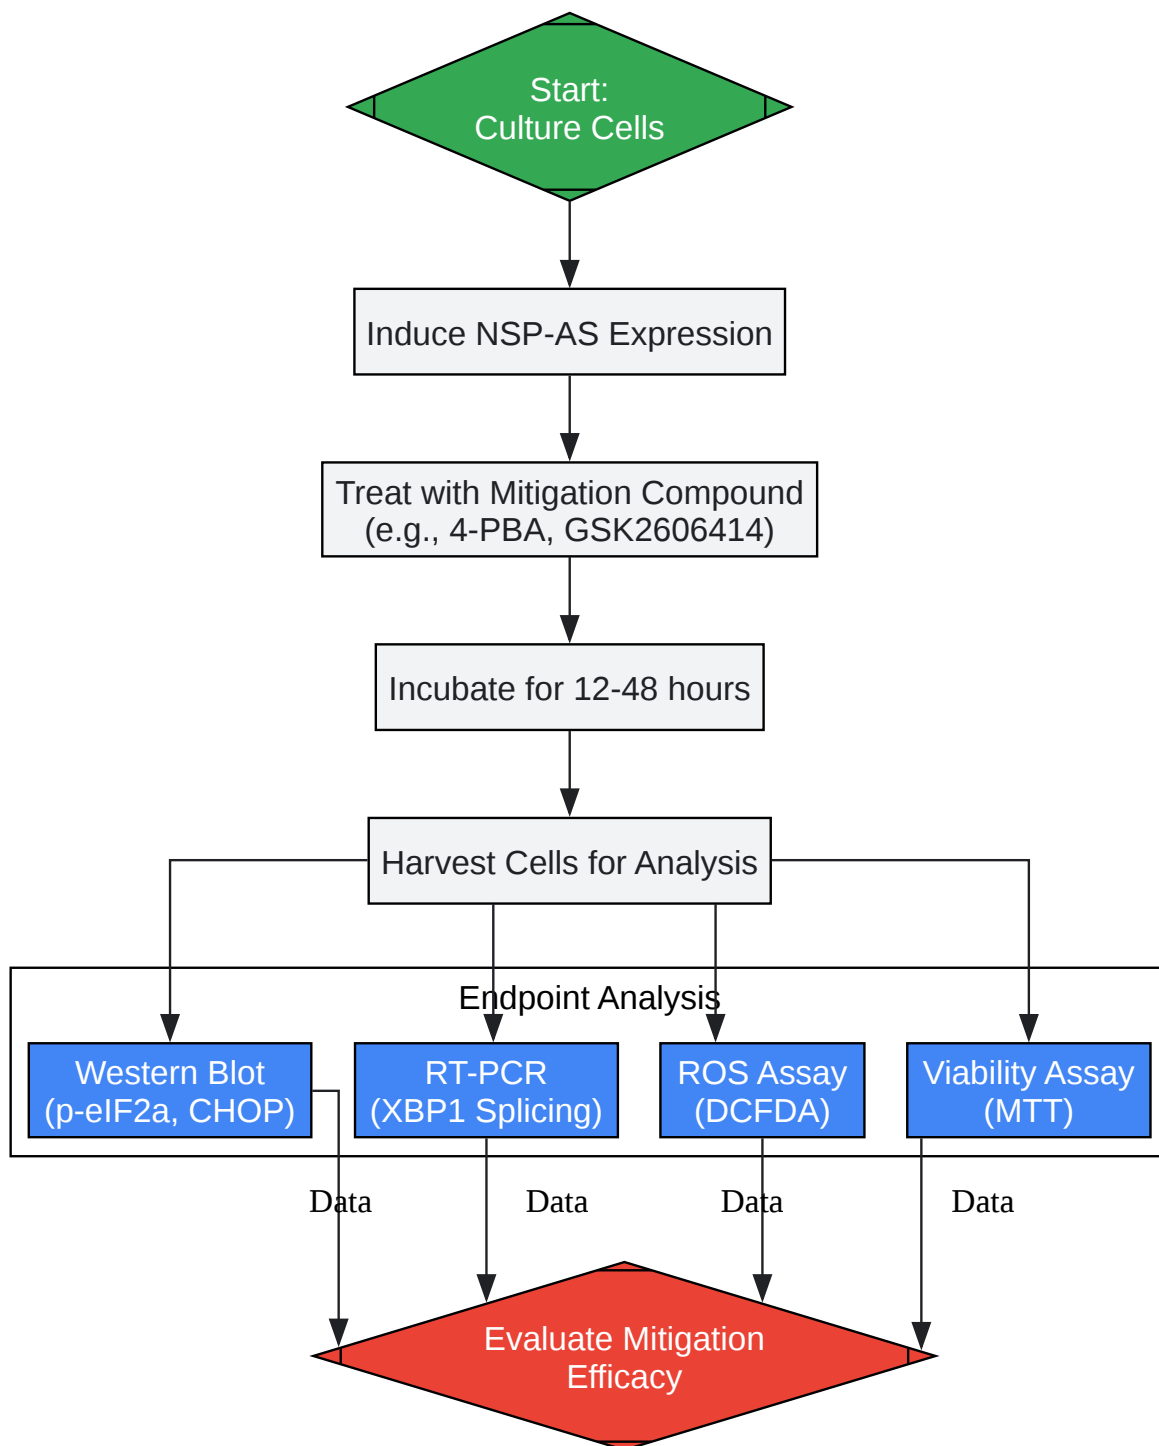 Start:
Culture Cells
Induce NSP-AS Expression
Treat with Mitigation Compound
(e.g., 4-PBA, GSK2606414)
Incubate for 12-48 hours
Harvest Cells for Analysis
Endpoint Analysis
Western Blot
(p-eIF2a, CHOP)
RT-PCR
(XBP1 Splicing)
ROS Assay
(DCFDA)
Viability Assay
(MTT)
Data
Data
Data
Data
Evaluate Mitigation
Efficacy